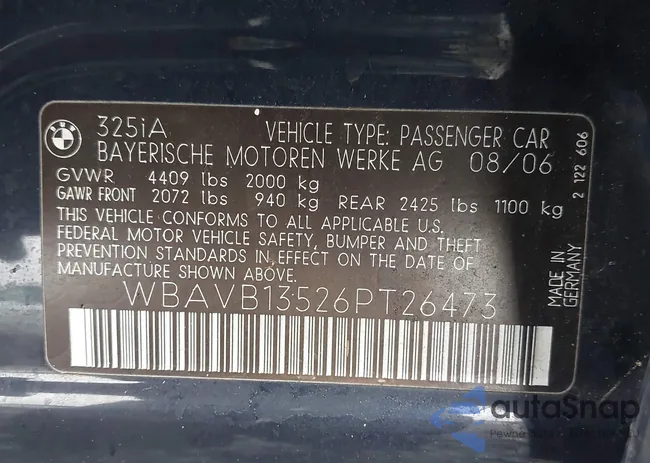 BMW
325iA VEHICLE TYPE: PASSENGER CAR
BAYERISCHE MOTOREN WERKE AG 08/06
GVWR 4409 lbs 2000 kg
GAWR FRONT 2072 lbs 940 kg REAR 2425 lbs 1100 kg
THIS VEHICLE CONFORMS TO ALL APPLICABLE U.S.
FEDERAL MOTOR VEHICLE SAFETY, BUMPER AND THEFT
PREVENTION STANDARDS IN EFFECT ON THE DATE OF
MANUFACTURE SHOWN ABOVE.
WBAVB13526PT26473
MADE IN
GERMANY
2 122 606
autaSnap